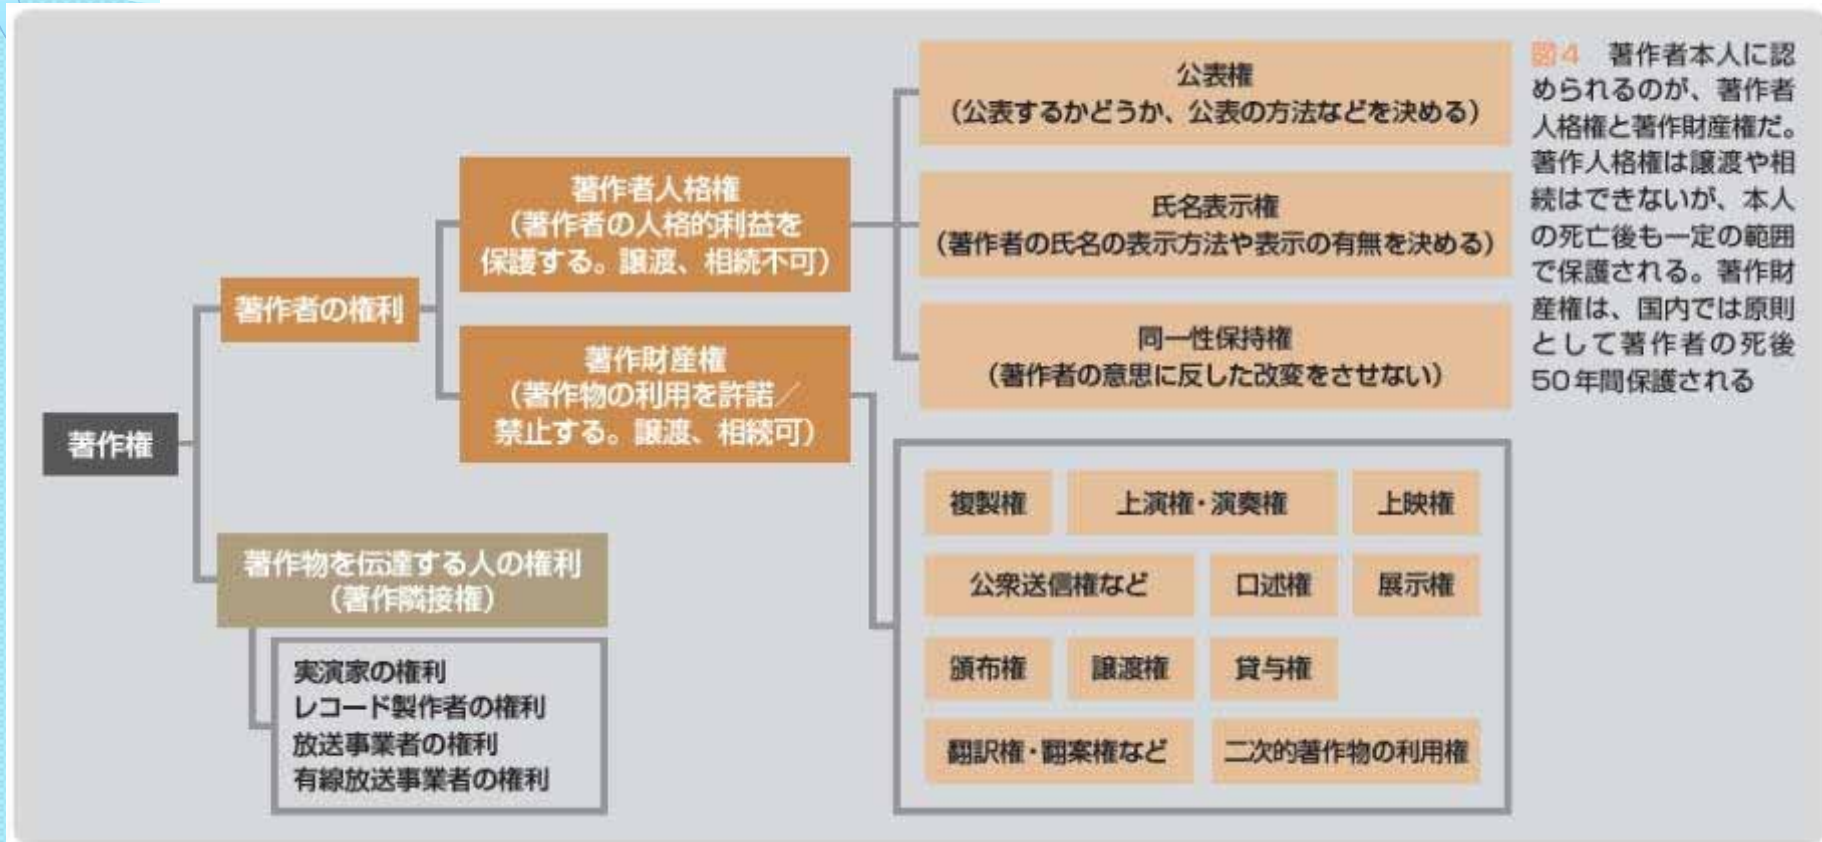 著作権
著作者の権利
著作者人格権
（著作者の人格的利益を
保護する。譲渡、相続不可）
公表権
（公表するかどうか、公表の方法などを決める）
氏名表示権
（著作者の氏名の表示方法や表示の有無を決める）
同一性保持権
（著作者の意思に反した改変をさせない）
著作財産権
（著作物の利用を許諾／
禁止する。譲渡、相続可）
複製権
上演権・演奏権
上映権
公衆送信権など
口述権
展示権
頒布権
譲渡権
貸与権
翻訳権・翻案権など
二次的著作物の利用権
著作物を伝達する人の権利
（著作隣接権）
実演家の権利
レコード製作者の権利
放送事業者の権利
有線放送事業者の権利
図4　著作者本人に認
められるのが、著作者
人格権と著作財産権だ。
著作人格権は譲渡や相
続はできないが、本人
の死亡後も一定の範囲
で保護される。著作財
産権は、国内では原則
として著作者の死後
50年間保護される